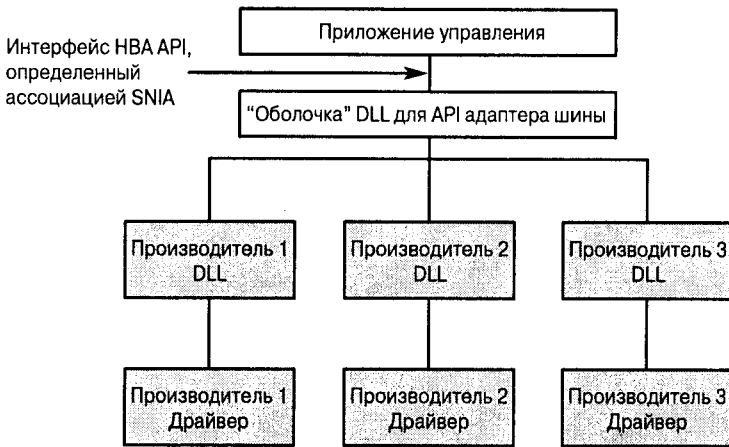 Приложение управления
Интерфейс HBA API,
определенный
ассоциацией SNIA
“Оболочка” DLL для API адаптера шины
Производитель 1
DLL
Производитель 2
DLL
Производитель 3
DLL
Производитель 1
Драйвер
Производитель 2
Драйвер
Производитель 3
Драйвер